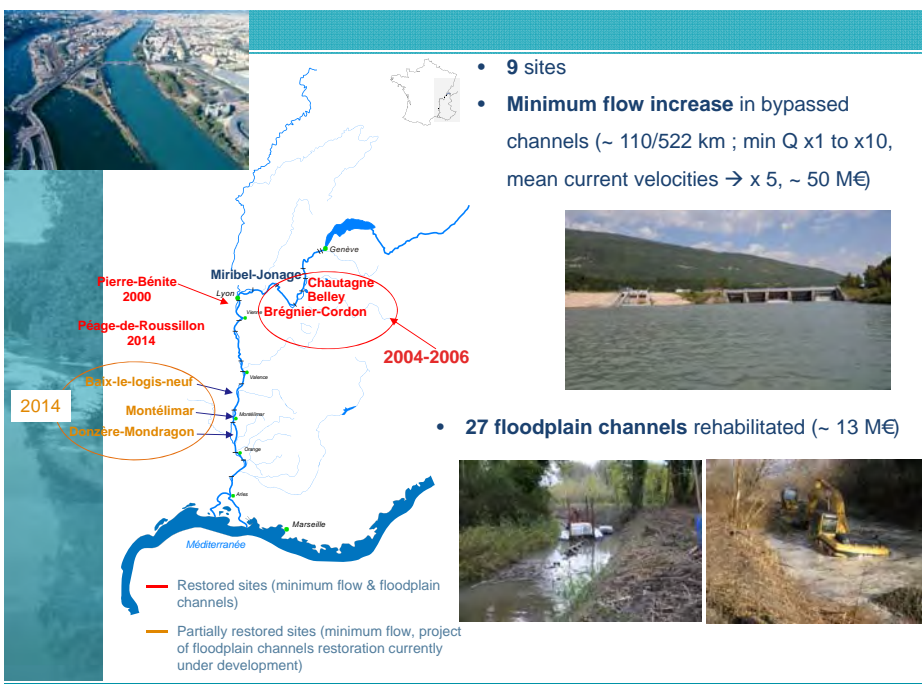 • 9 sites
• Minimum flow increase in bypassed
channels (~ 110/522 km ; min Q x1 to x10,
mean current velocities → x 5, ~ 50 M€)
Genève
Miribel-Jonage
Chautagne
Belley
Brégnier-Cordon
Pierre-Bénite
2000
Lyon
Vienne
Péage-de-Roussillon
2014
2004-2006
Valence
Baix-le-logis-neuf
2014
Montélimar
Montélimar
Donzère-Mondragon
Orange
Arles
Marseille
Méditerranée
• 27 floodplain channels rehabilitated (~ 13 M€)
Restored sites (minimum flow & floodplain
channels)
Partially restored sites (minimum flow, project
of floodplain channels restoration currently
under development)